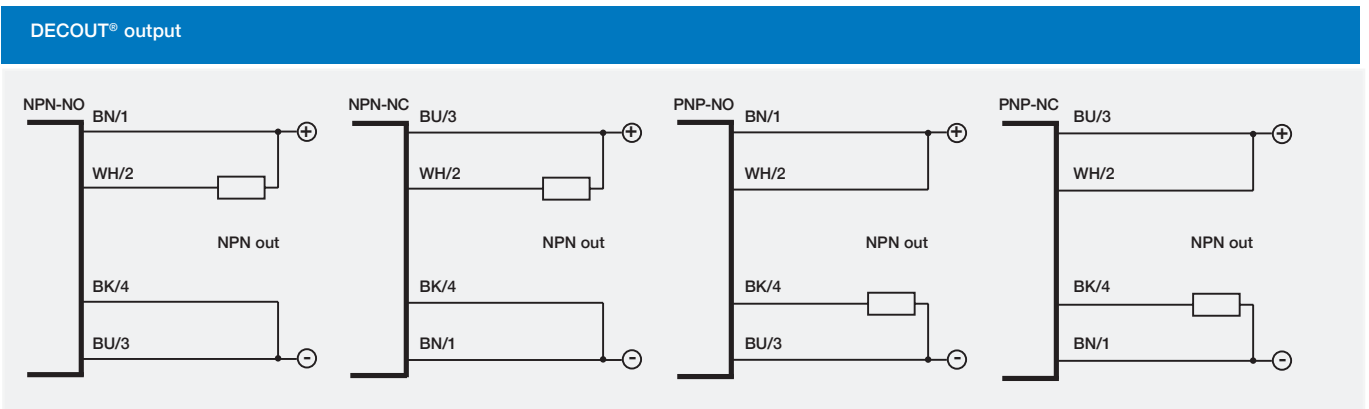 DECOUT® output
NPN-NO
BN/1
+
WH/2
NPN out
BK/4
BU/3
-
NPN-NC
BU/3
+
WH/2
NPN out
BK/4
BN/1
-
PNP-NO
BN/1
+
WH/2
NPN out
BK/4
BU/3
-
PNP-NC
BU/3
+
WH/2
NPN out
BK/4
BN/1
-